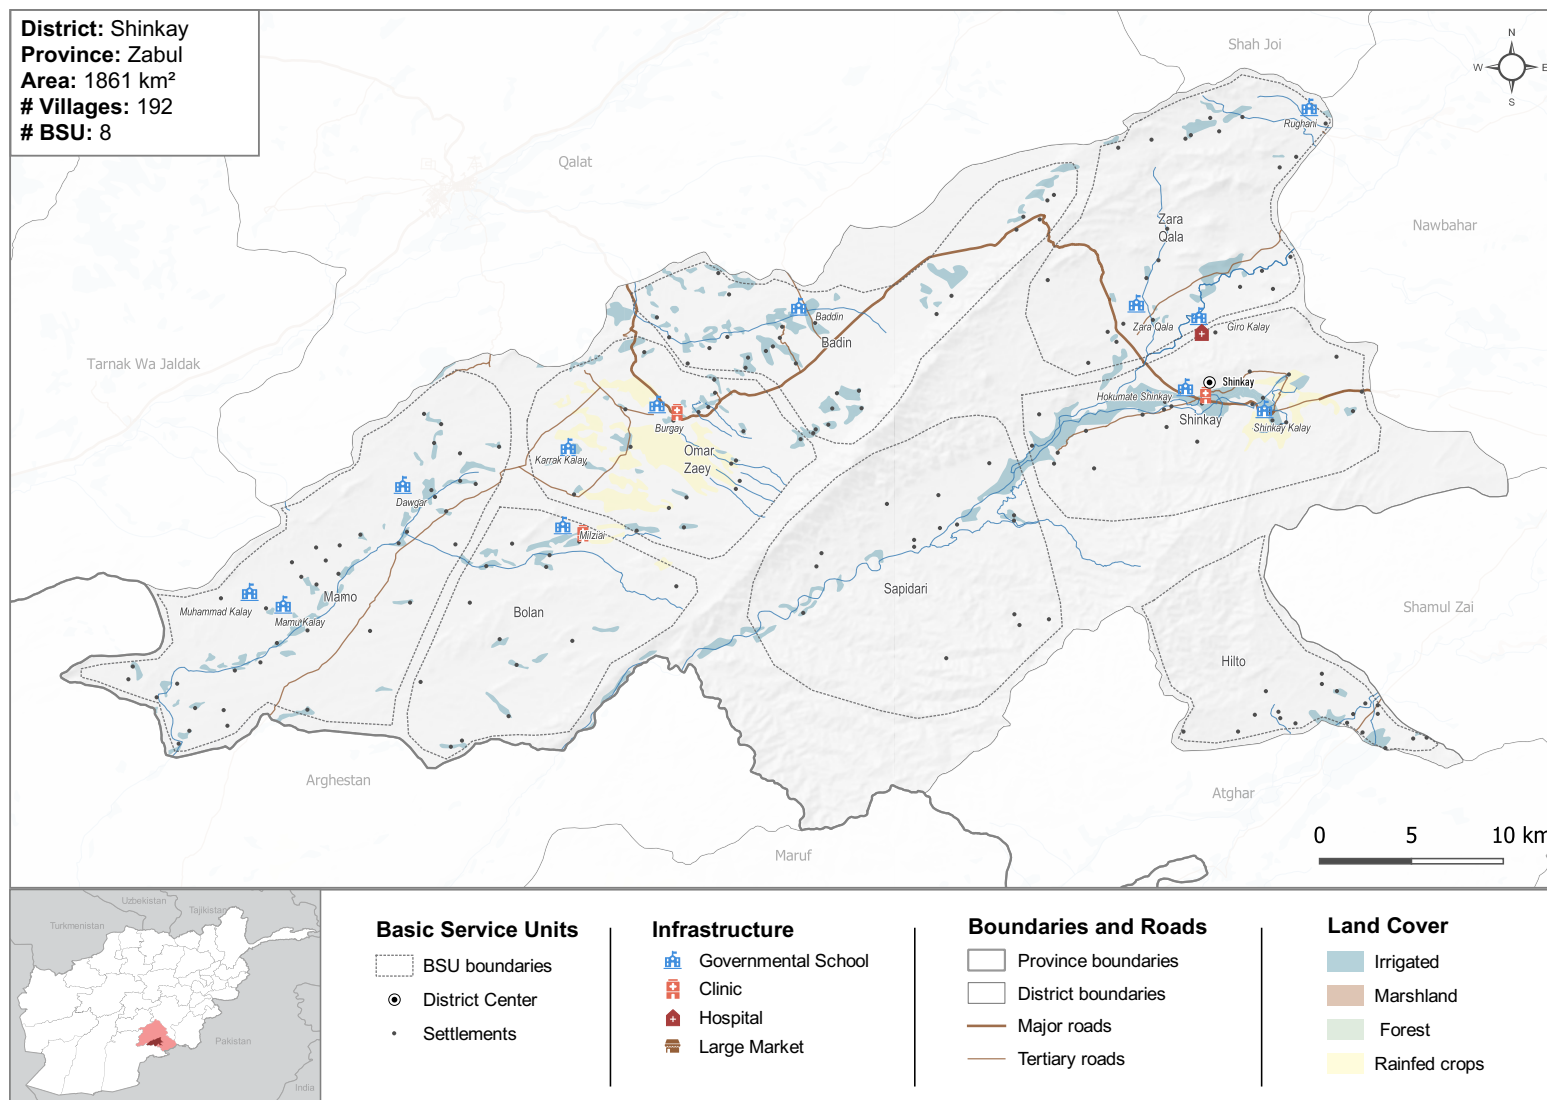 District: Shinkay
Province: Zabul
Area: 1861 km²
# Villages: 192
# BSU: 8
Shah Joi
N
W
E
S
Rughani
Qalat
Zara
Qala
Nawbahar
Baddin
Badin
Zara Qala
Giro Kalay
Tarnak Wa Jaldak
Shinkay
Hokumate Shinkay
Shinkay
Shinkay Kalay
Burgay
Omar
Zaey
Karrak Kalay
Dawgar
Milziai
Sapidari
Mamo
Muhammad Kalay
Mamu Kalay
Bolan
Shamul Zai
Hilto
Arghestan
Atghar
Maruf
0 5 10 km
Uzbekistan
Tajikistan
Turkmenistan
Pakistan
India
Basic Service Units
BSU boundaries
District Center
Settlements
Infrastructure
Governmental School
Clinic
Hospital
Large Market
Boundaries and Roads
Province boundaries
District boundaries
Major roads
Tertiary roads
Land Cover
Irrigated
Marshland
Forest
Rainfed crops